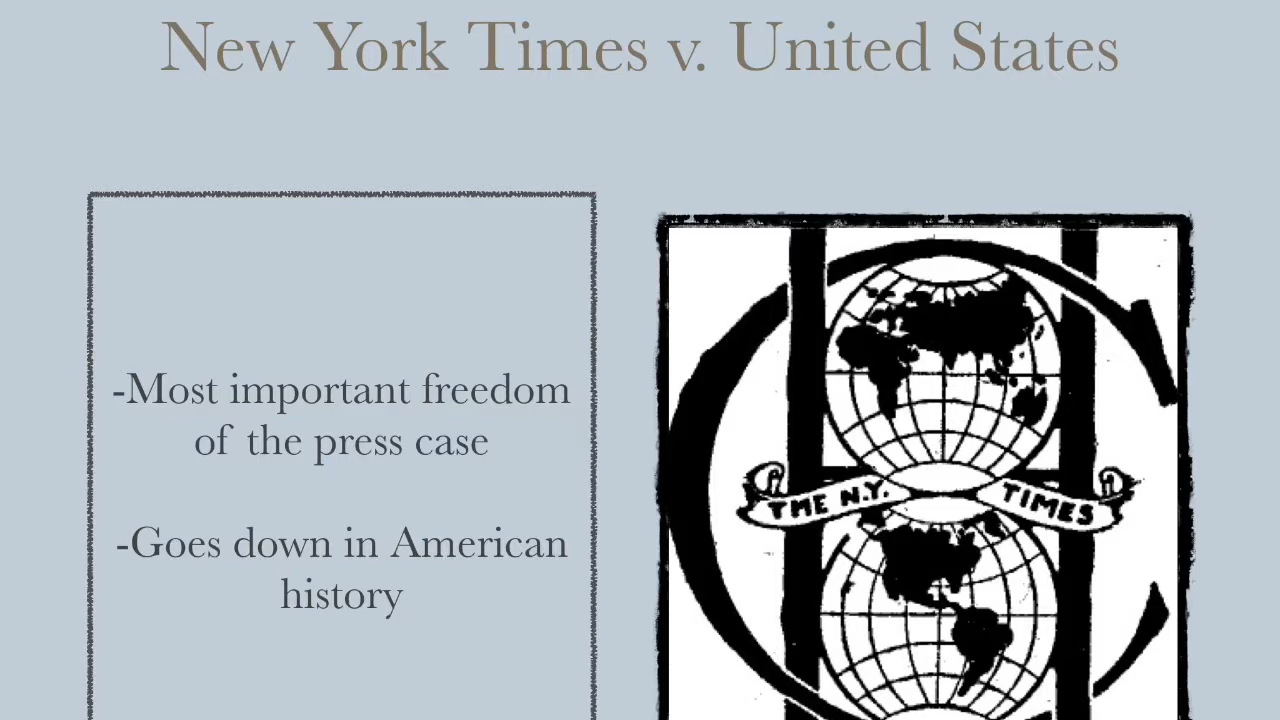 New York Times v. United States
-Most important freedom
of the press case
-Goes down in American
history
THE N.Y. TIMES